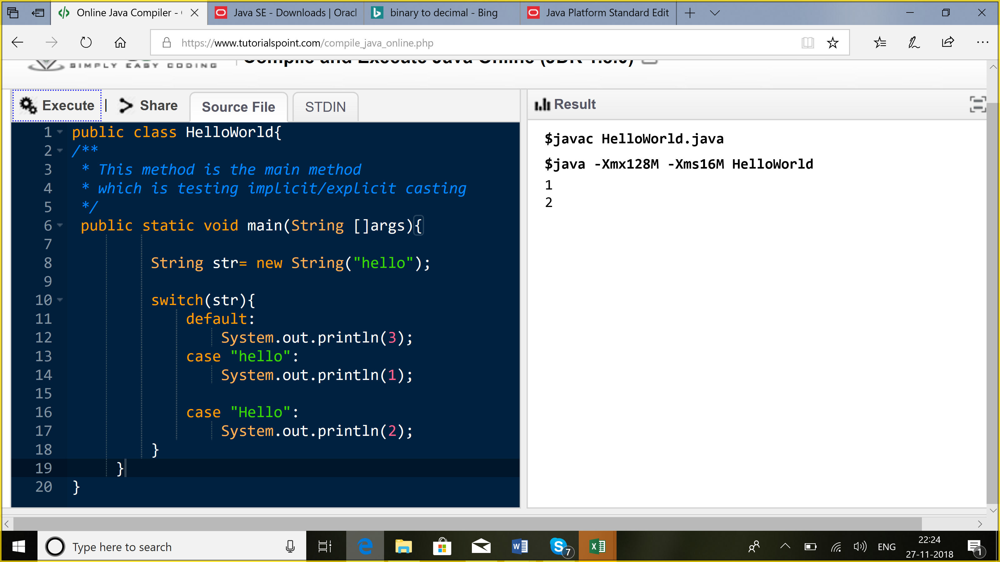 Online Java Compiler -
Java SE - Downloads | Oracl
binary to decimal - Bing
Java Platform Standard Edit
https://www.tutorialspoint.com/compile_java_online.php
SIMPLY EASY CODING
Compile and Execute Java Online
Execute | Share
Source File
STDIN
Result
1 public class HelloWorld{
2 /**
3 * This method is the main method
4 * which is testing implicit/explicit casting
5 */
6 public static void main(String []args){
7
8 String str= new String("hello");
9
10 switch(str){
11 default:
12 System.out.println(3);
13 case "hello":
14 System.out.println(1);
15
16 case "Hello":
17 System.out.println(2);
18 }
19 }
20 }
$javac HelloWorld.java
$java -Xmx128M -Xms16M HelloWorld
1
2
Type here to search
7
ENG
22:24
27-11-2018
1